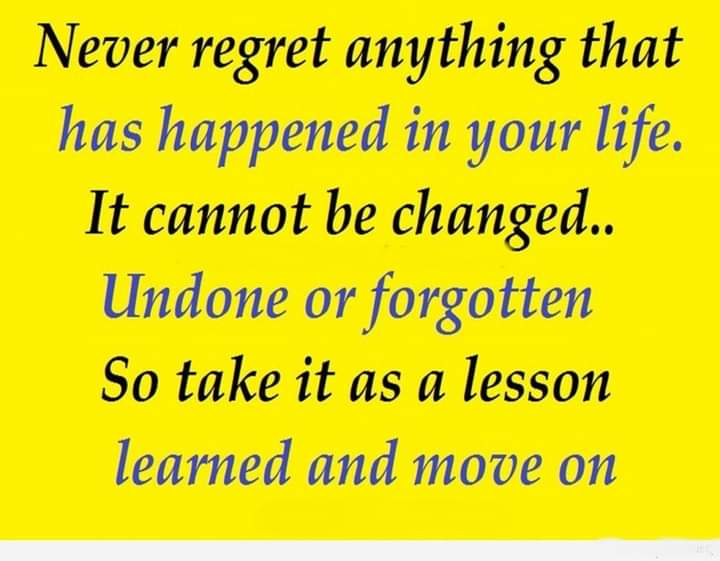 Never regret anything that
has happened in your life.
It cannot be changed..
Undone or forgotten
So take it as a lesson
learned and move on